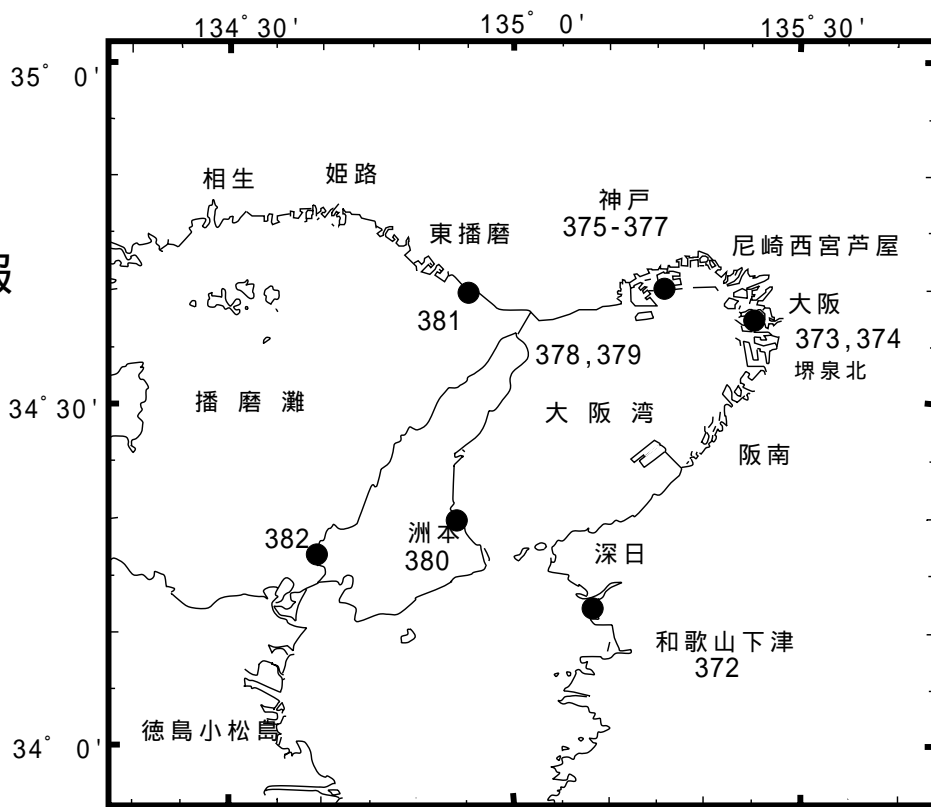 134° 30'
135° 0'
135° 30'
35° 0'
相生
姫路
神戸
375-377
東播磨
尼崎西宮芦屋
報
381
大阪
373,374
378,379
堺泉北
34° 30'
播磨灘
大阪湾
阪南
382
洲本
380
深日
和歌山下津
372
徳島小松島
34° 0'